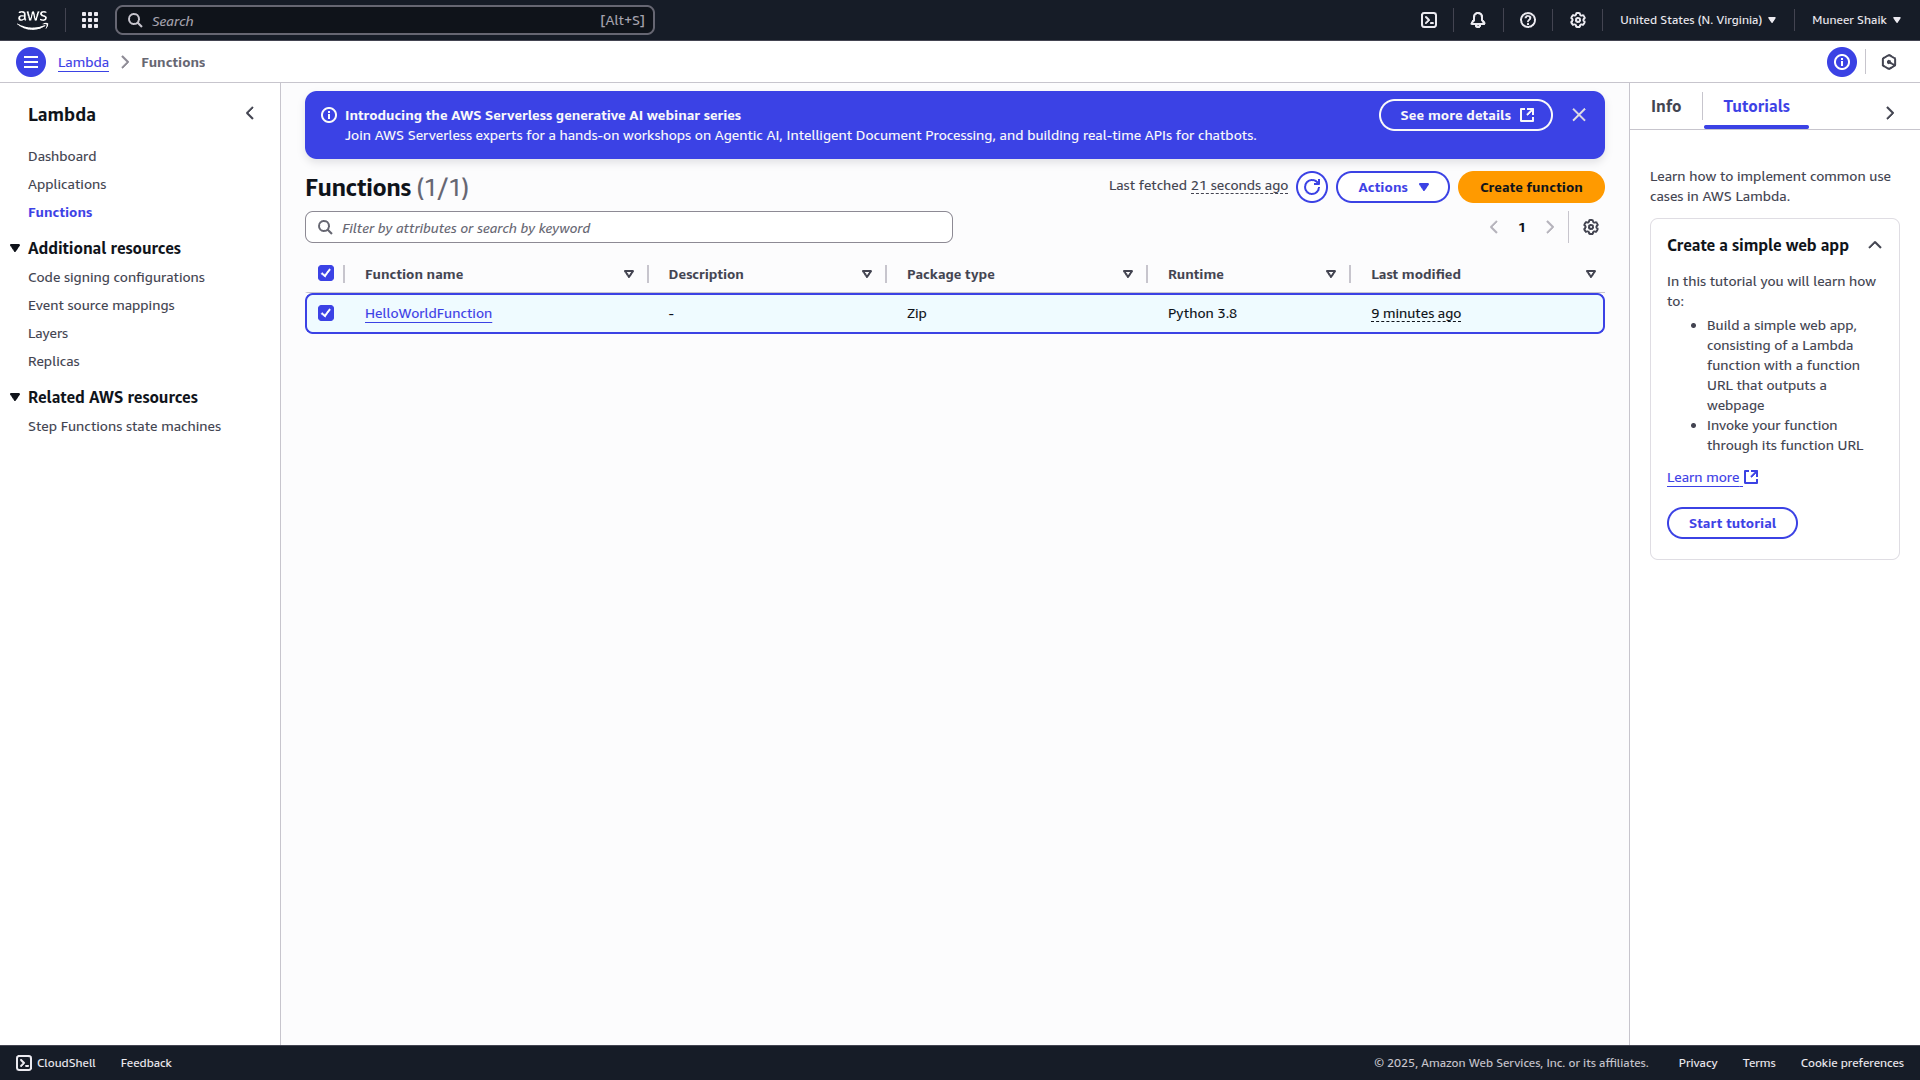 aws
Search
[Alt+S]
United States (N. Virginia)
Muneer Shaik
Lambda
Functions
Lambda
Dashboard
Applications
Functions
Additional resources
Code signing configurations
Event source mappings
Layers
Replicas
Related AWS resources
Step Functions state machines
Introducing the AWS Serverless generative AI webinar series
Join AWS Serverless experts for a hands-on workshops on Agentic AI, Intelligent Document Processing, and building real-time APIs for chatbots.
See more details
Functions (1/1)
Last fetched 21 seconds ago
Actions
Create function
Filter by attributes or search by keyword
1
Function name
Description
Package type
Runtime
Last modified
HelloWorldFunction
-
Zip
Python 3.8
9 minutes ago
Info
Tutorials
Learn how to implement common use
cases in AWS Lambda.
Create a simple web app
In this tutorial you will learn how
to:
• Build a simple web app,
consisting of a Lambda
function with a function
URL that outputs a
webpage
• Invoke your function
through its function URL
Learn more
Start tutorial
CloudShell
Feedback
© 2025, Amazon Web Services, Inc. or its affiliates.
Privacy
Terms
Cookie preferences